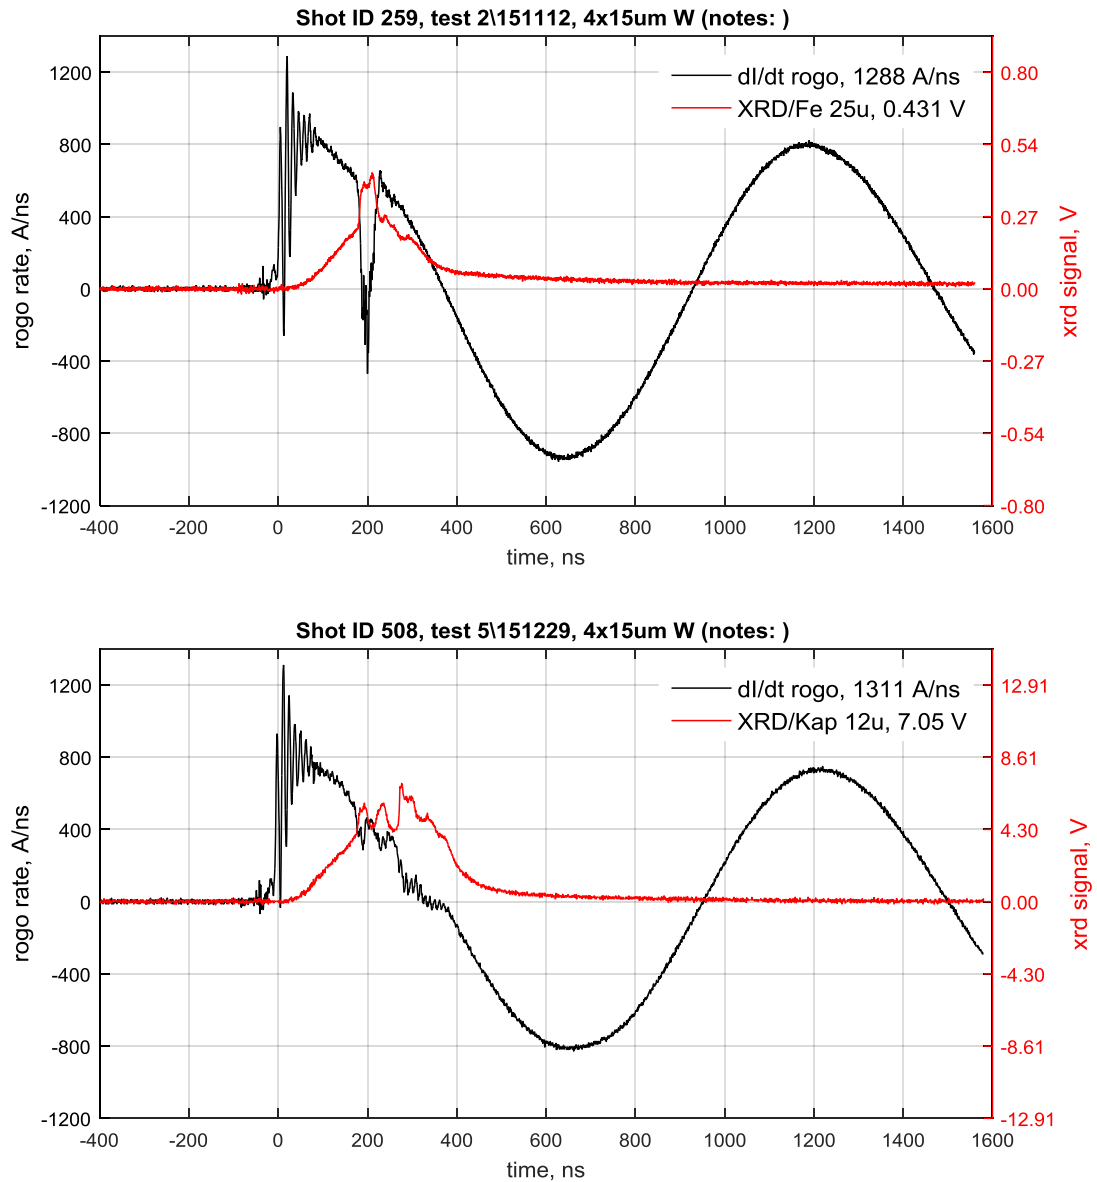 Shot ID 259, test 2\151112, 4x15um W (notes: )
dI/dt rogo, 1288 A/ns
XRD/Fe 25u, 0.431 V
1200
800
400
0
-400
-800
-1200
rogo rate, A/ns
0.80
0.54
0.27
0.00
-0.27
-0.54
-0.80
xrd signal, V
-400 -200 0 200 400 600 800 1000 1200 1400 1600
time, ns
Shot ID 508, test 5\151229, 4x15um W (notes: )
dI/dt rogo, 1311 A/ns
XRD/Kap 12u, 7.05 V
1200
800
400
0
-400
-800
-1200
rogo rate, A/ns
12.91
8.61
4.30
0.00
-4.30
-8.61
-12.91
xrd signal, V
-400 -200 0 200 400 600 800 1000 1200 1400 1600
time, ns